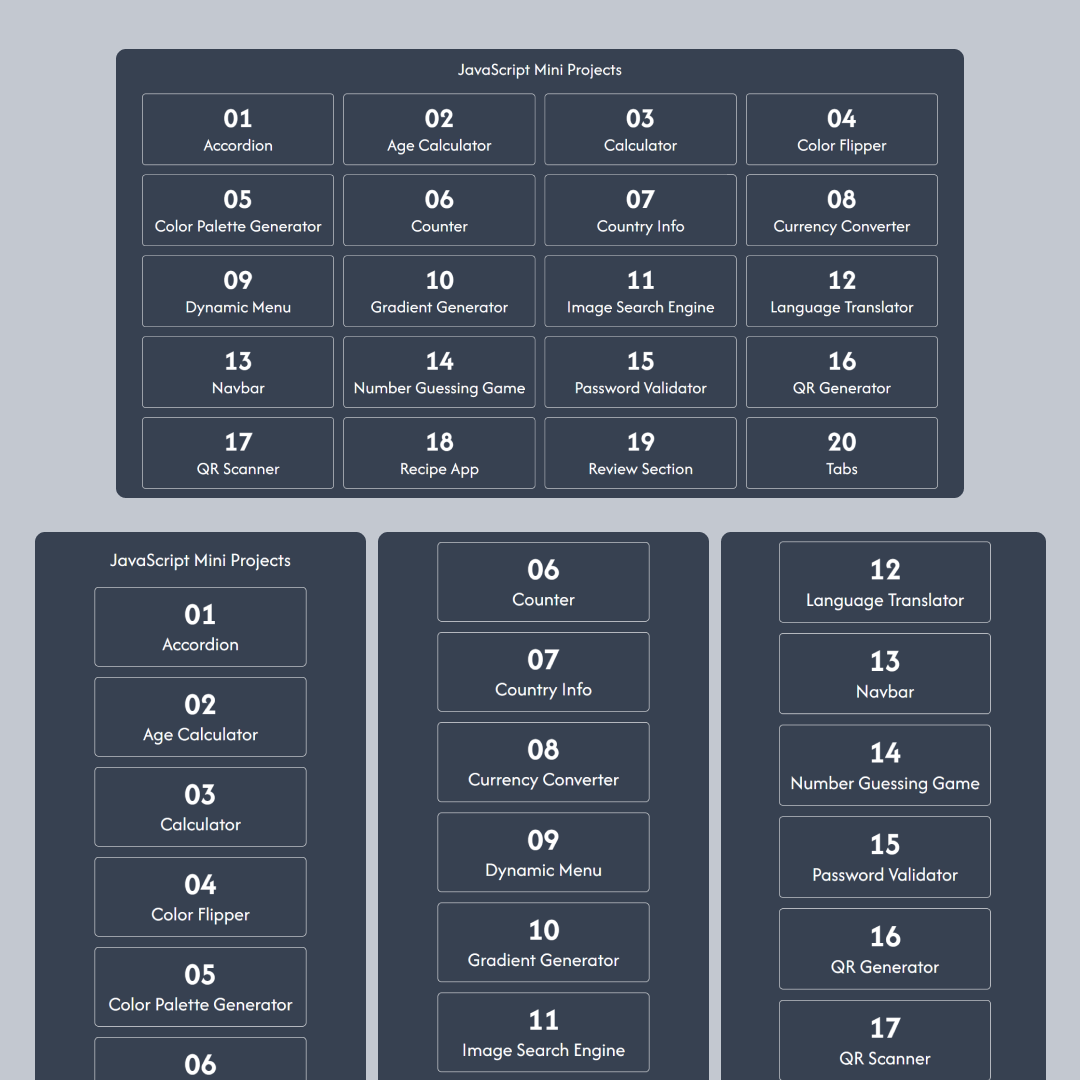 JavaScript Mini Projects
01 02 03 04
Accordion Age Calculator Calculator Color Flipper
05 06 07 08
Color Palette Generator Counter Country Info Currency Converter
09 10 11 12
Dynamic Menu Gradient Generator Image Search Engine Language Translator
13 14 15 16
Navbar Number Guessing Game Password Validator QR Generator
17 18 19 20
QR Scanner Recipe App Review Section Tabs
JavaScript Mini Projects
01
Accordion
02
Age Calculator
03
Calculator
04
Color Flipper
05
Color Palette Generator
06
06
Counter
07
Country Info
08
Currency Converter
09
Dynamic Menu
10
Gradient Generator
11
Image Search Engine
12
Language Translator
13
Navbar
14
Number Guessing Game
15
Password Validator
16
QR Generator
17
QR Scanner